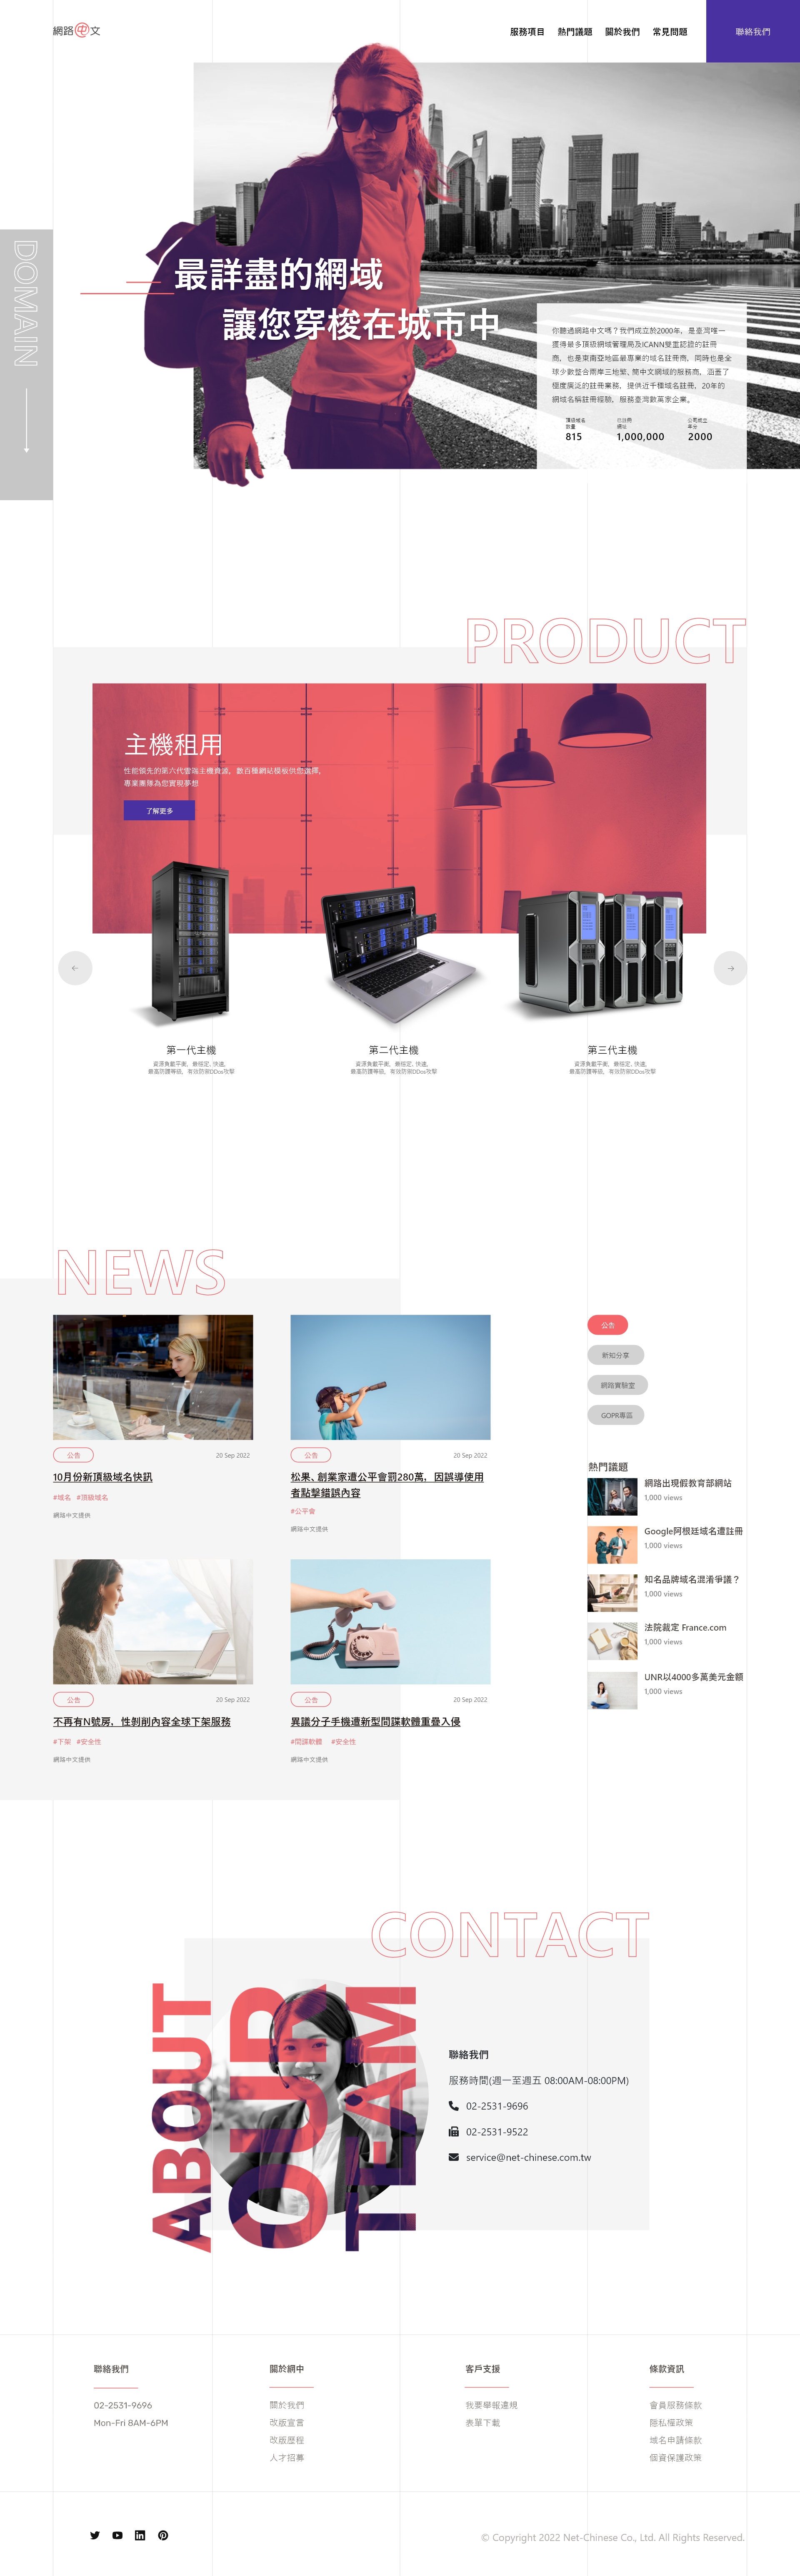 網路中文
服務項目 熱門議題 關於我們 常見問題 聯絡我們
DOMAIN
最詳盡的網域
讓您穿梭在城市中
你聽過網路中文嗎？我們成立於2000年，是臺灣唯一
獲得最多頂級網域管理局及ICANN雙重認證的註冊
商，也是東南亞地區最專業的域名註冊商，同時也是全
球少數整合兩岸三地繁、簡中文網域的服務商，涵蓋了
極度廣泛的註冊業務，提供近千種域名註冊，20年的
網域名稱註冊經驗，服務臺灣數萬家企業。
頂級域名
數量
815
已註冊
網址
1,000,000
公司成立
年分
2000
PRODUCT
主機租用
性能領先的第六代雲端主機資源，數百種網站模板供您選擇，
專業團隊為您實現夢想
了解更多
第一代主機
資源負載平衡，最穩定、快速，
最高防護等級，有效防禦DDos攻擊
第二代主機
資源負載平衡，最穩定、快速，
最高防護等級，有效防禦DDos攻擊
第三代主機
資源負載平衡，最穩定、快速，
最高防護等級，有效防禦DDos攻擊
NEWS
公告 20 Sep 2022
10月份新頂級域名快訊
#域名 #頂級域名
網路中文提供
公告 20 Sep 2022
松果、創業家遭公平會罰280萬，因誤導使用
者點擊錯誤內容
#公平會
網路中文提供
公告 20 Sep 2022
不再有N號房，性剝削內容全球下架服務
#下架 #安全性
網路中文提供
公告 20 Sep 2022
異議分子手機遭新型間諜軟體重疊入侵
#間諜軟體 #安全性
網路中文提供
公告
新知分享
網路實驗室
GOPR專區
熱門議題
網路出現假教育部網站
1,000 views
Google阿根廷域名遭註冊
1,000 views
知名品牌域名混淆爭議？
1,000 views
法院裁定 France.com
1,000 views
UNR以4000多萬美元金額
1,000 views
CONTACT
ABOUT
OUR
TEAM
聯絡我們
服務時間(週一至週五 08:00AM-08:00PM)
02-2531-9696
02-2531-9522
service@net-chinese.com.tw
聯絡我們
02-2531-9696
Mon-Fri 8AM-6PM
關於網中
關於我們
改版宣言
改版歷程
人才招募
客戶支援
我要舉報違規
表單下載
條款資訊
會員服務條款
隱私權政策
域名申請條款
個資保護政策
© Copyright 2022 Net-Chinese Co., Ltd. All Rights Reserved.